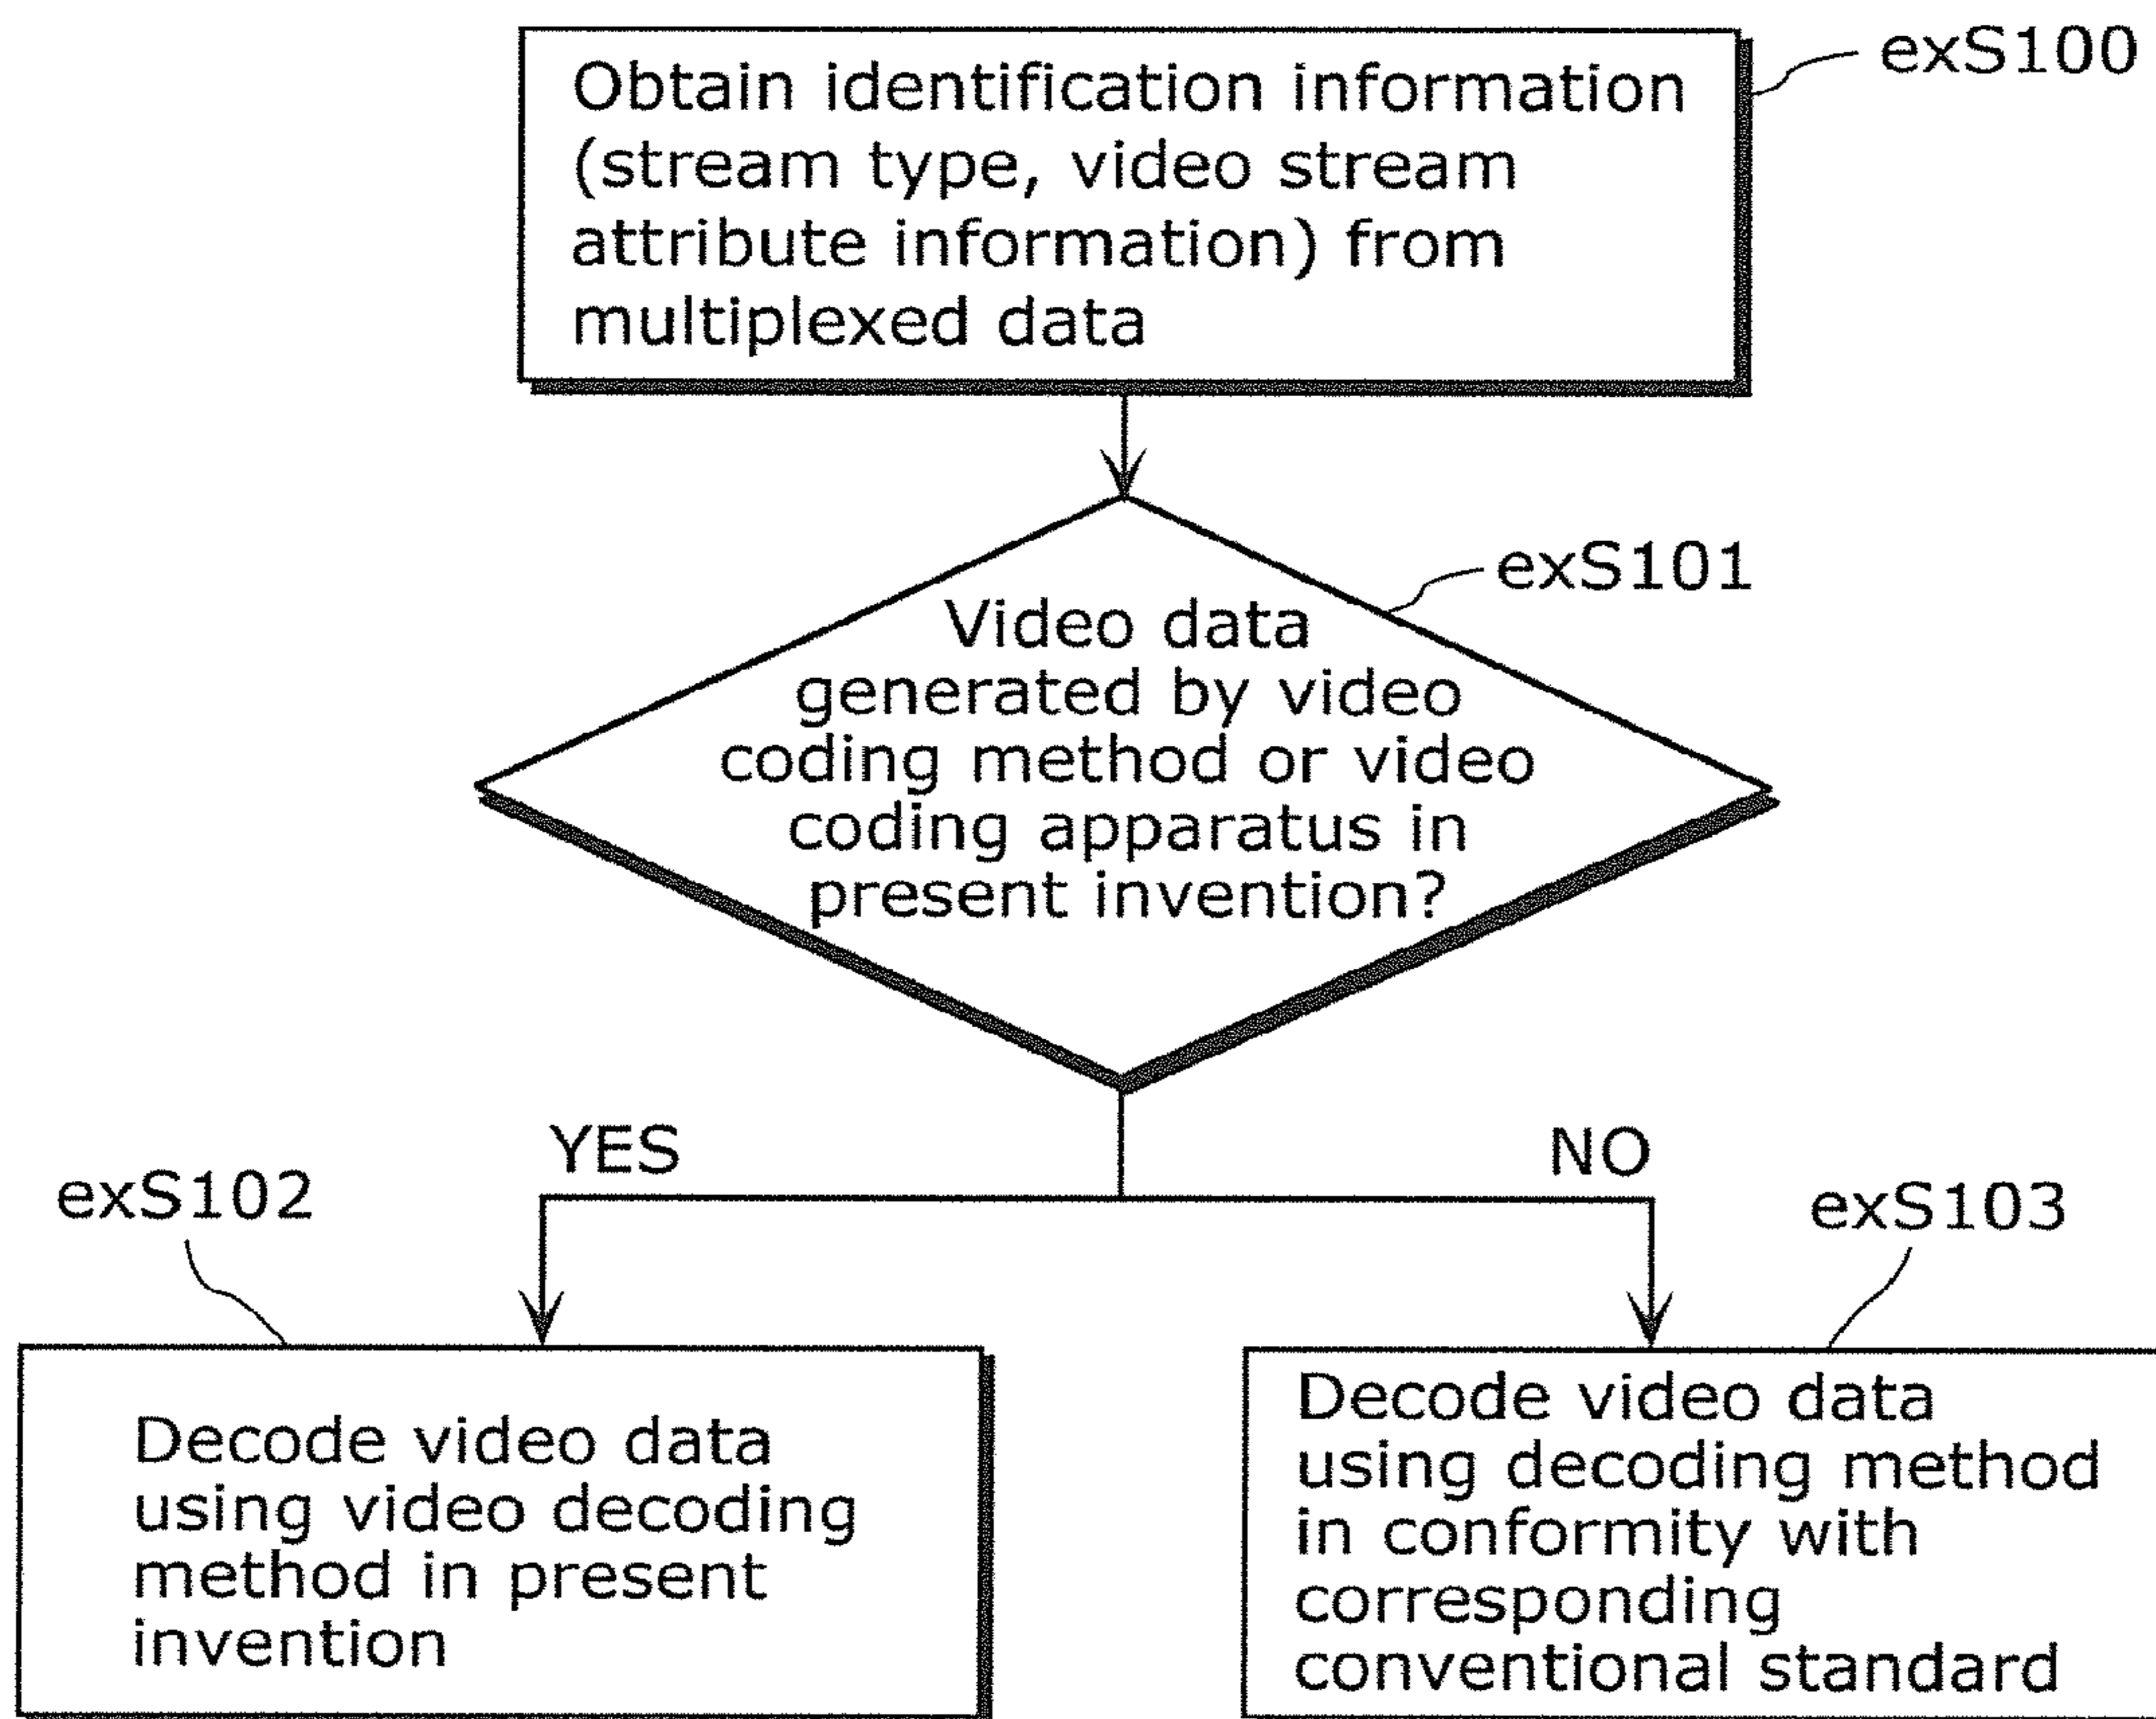 exS100
Obtain identification information
(stream type, video stream
attribute information) from
multiplexed data
exS101
Video data
generated by video
coding method or video
coding apparatus in
present invention?
YES
NO
exS102
exS103
Decode video data
using video decoding
method in present
invention
Decode video data
using decoding method
in conformity with
corresponding
conventional standard